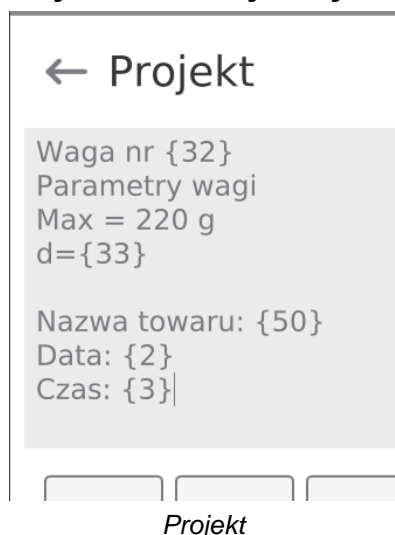 ← Projekt
Waga nr {32}
Parametry wagi
Max = 220 g
d={33}
Nazwa towaru: {50}
Data: {2}
Czas: {3}
Projekt